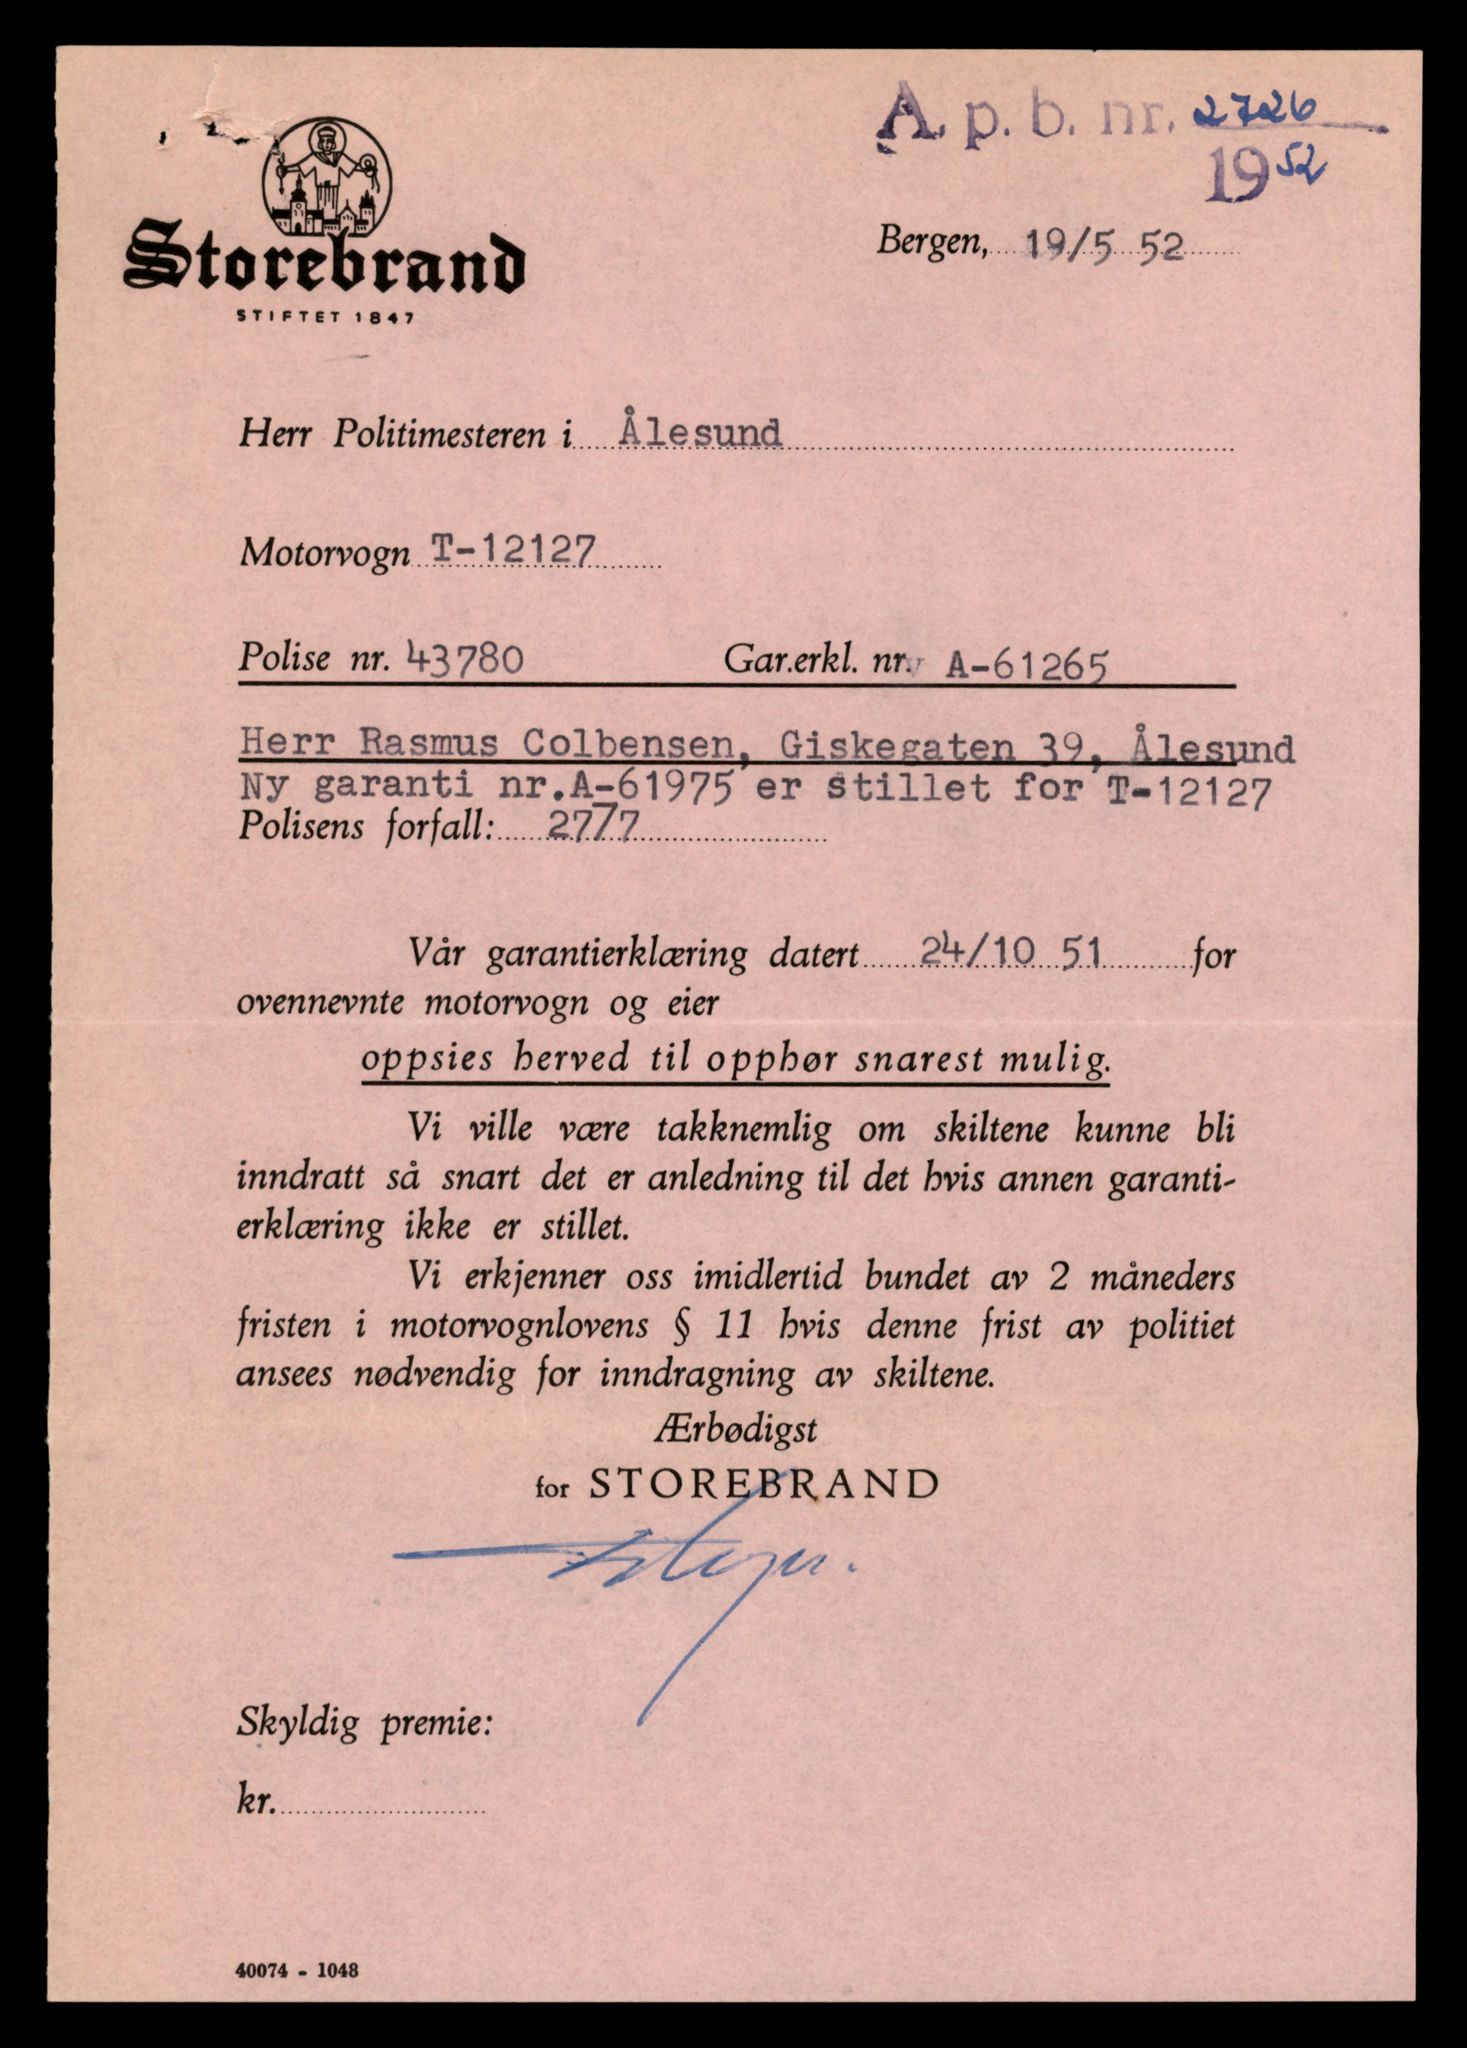 A. p. b. nr. 2726
1952
Storebrand
STIFTET 1847
Bergen, 19/5 52
Herr Politimesteren i Ålesund
Motorvogn T-12127
Polise nr. 43780 Gar.erkl. nr. A-61265
Herr Rasmus Colbensen, Giskegaten 39, Ålesund
Ny garanti nr.A-61975 er stillet for T-12127
Polisens forfall: 27/7
Vår garantierklæring datert 24/10 51 for
ovennevnte motorvogn og eier
oppsies herved til opphør snarest mulig.
Vi ville være takknemlig om skiltene kunne bli
inndratt så snart det er anledning til det hvis annen garanti-
erklæring ikke er stillet.
Vi erkjenner oss imidlertid bundet av 2 måneders
fristen i motorvognlovens § 11 hvis denne frist av politiet
ansees nødvendig for inndragning av skiltene.
Ærbødigst
for STOREBRAND
Skyldig premie:
kr.
40074 - 1048